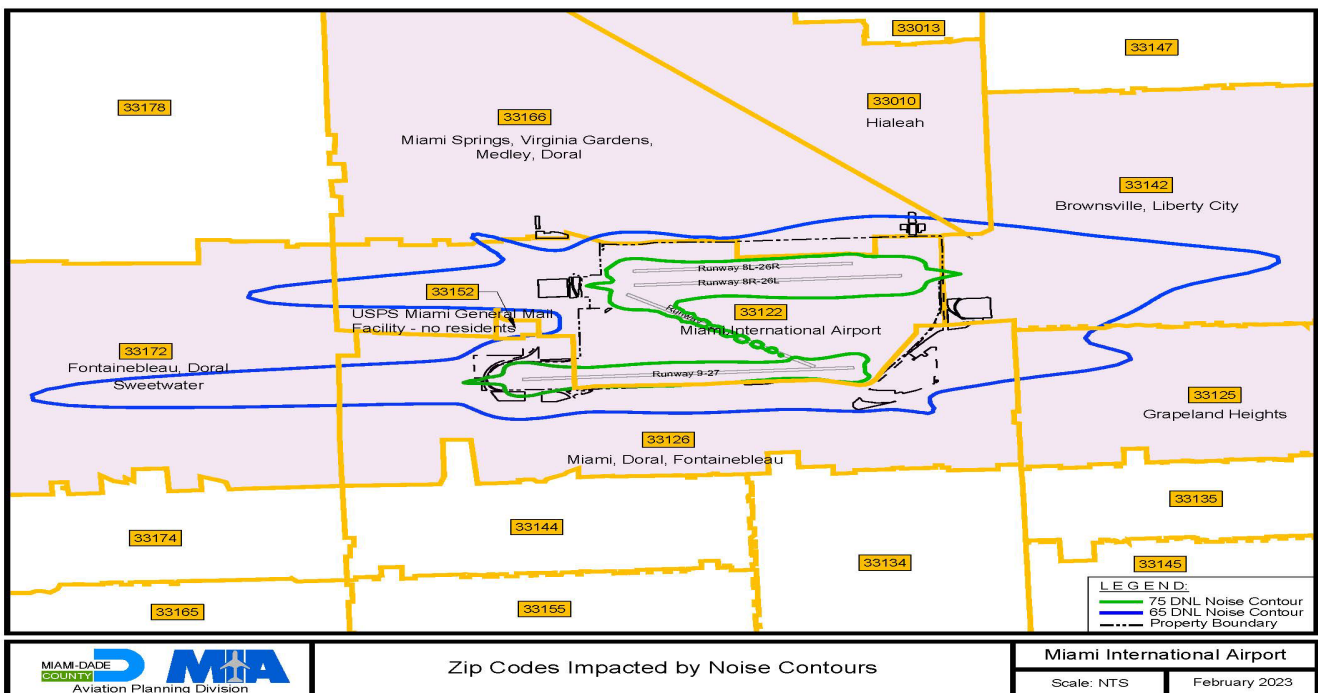 33013
33147
33178
33166
Miami Springs, Virginia Gardens,
Medley, Doral
33010
Hialeah
33142
Brownsville, Liberty City
Runway 8L-26R
Runway 8R-26L
33152
USPS Miami General Mail
Facility - no residents
Runway
33122
Miami International Airport
33172
Fontainebleau, Doral
Sweetwater
Runway 9-27
33125
Grapeland Heights
33126
Miami, Doral, Fontainebleau
33135
33174
33144
33134
33145
33165
33155
LEGEND:
75 DNL Noise Contour
65 DNL Noise Contour
Property Boundary
MIAMI-DADE
COUNTY
MIA
Aviation Planning Division
Zip Codes Impacted by Noise Contours
Miami International Airport
Scale: NTS
February 2023